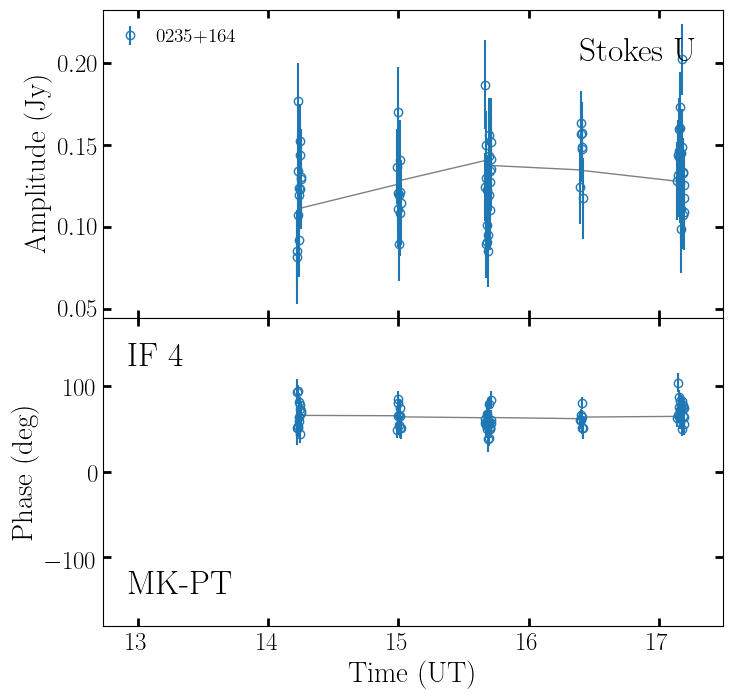 0235+164
Stokes U
0.20
0.15
0.10
0.05
Amplitude (Jy)
IF 4
100
0
−100
Phase (deg)
MK-PT
13 14 15 16 17
Time (UT)